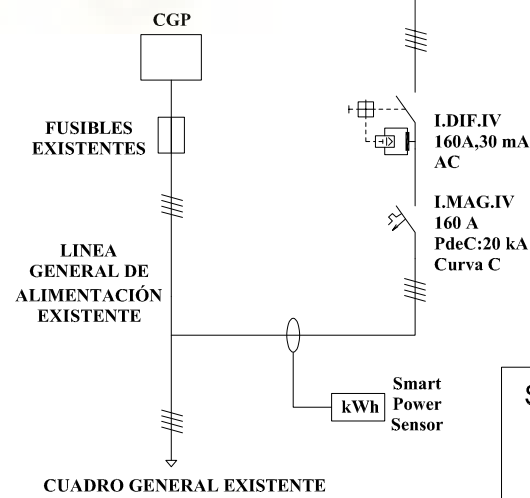 CGP
FUSIBLES
EXISTENTES
LINEA
GENERAL DE
ALIMENTACIÓN
EXISTENTE
I.DIF.IV
160A,30 mA
AC
I.MAG.IV
160 A
PdeC:20 kA
Curva C
kWh
Smart
Power
Sensor
CUADRO GENERAL EXISTENTE
S